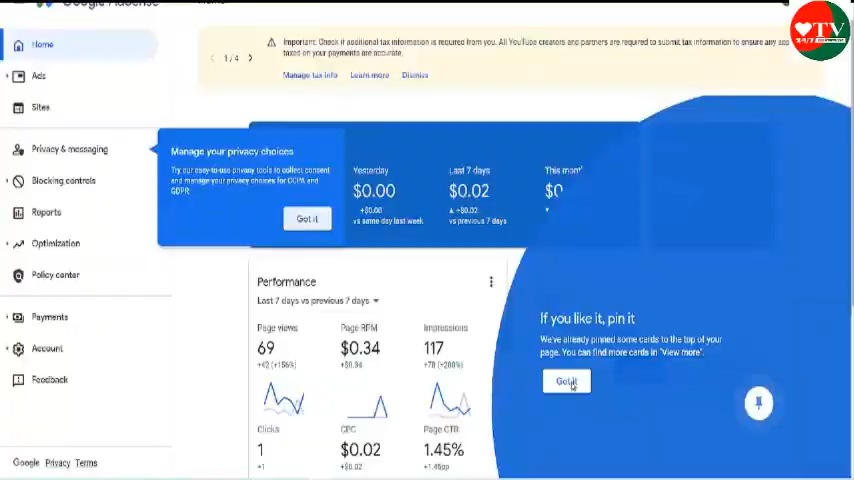 Google AdSense
Home
Ads
Sites
Privacy & messaging
Blocking controls
Reports
Optimization
Policy center
Payments
Account
Feedback
Google Privacy Terms
1/4
Important: Check if additional tax information is required from you. All YouTube creators and partners are required to submit tax information to ensure any
taxed on your payments are accurate.
Manage tax info Learn more Dismiss
TV
24/7
Manage your privacy choices
Try our easy-to-use privacy tools to collect consent
and manage your privacy choices for CCPA and
GDPR
Got it
Yesterday
$0.00
+$0.00
vs same day last week
Last 7 days
$0.02
▲ +$0.02
vs previous 7 days
This month
$0
Performance
Last 7 days vs previous 7 days
Page views Page RPM Impressions
69 $0.34 117
+42 (+156%) +$0.34 +78 (+200%)
Clicks CPC Page CTR
1 $0.02 1.45%
+1 +$0.02 +1.45pp
If you like it, pin it
We've already pinned some cards to the top of your
page. You can find more cards in "View more".
Got it